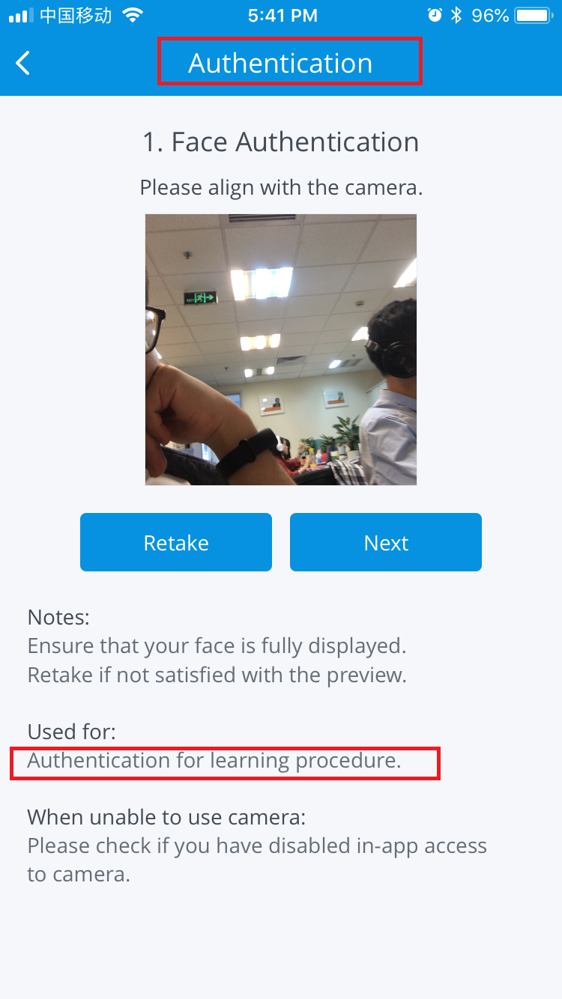 中国移动 5:41 PM 96%
Authentication
1. Face Authentication
Please align with the camera.
Retake
Next
Notes:
Ensure that your face is fully displayed.
Retake if not satisfied with the preview.
Used for:
Authentication for learning procedure.
When unable to use camera:
Please check if you have disabled in-app access
to camera.